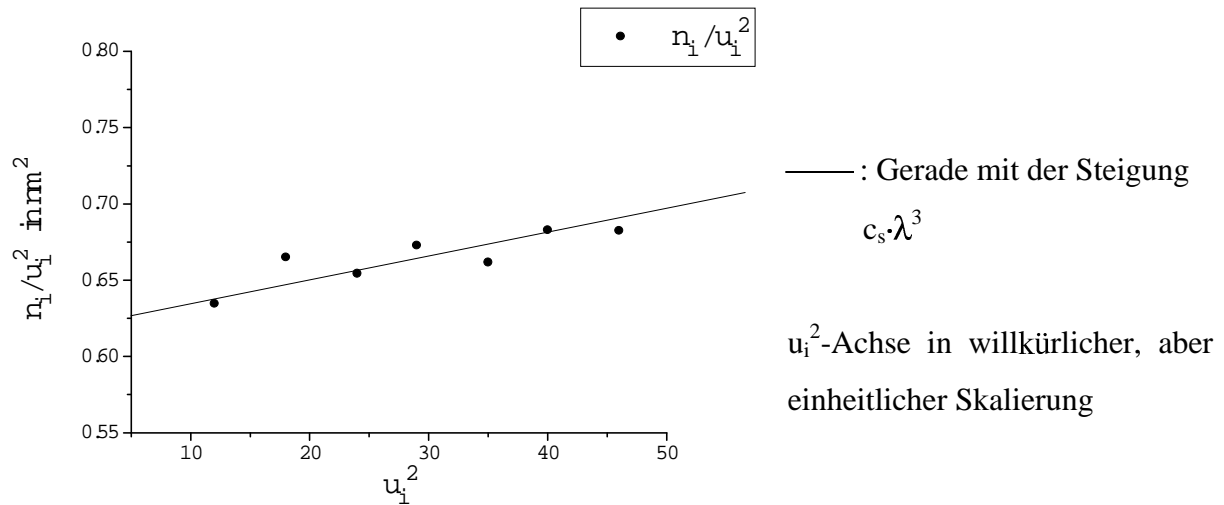 n_i/u_i^2
0.80
0.75
0.70
0.65
0.60
0.55
n_i/u_i^2 in nm^2
10 20 30 40 50
u_i^2
: Gerade mit der Steigung
c_s·λ^3
u_i^2-Achse in willkürlicher, aber
einheitlicher Skalierung